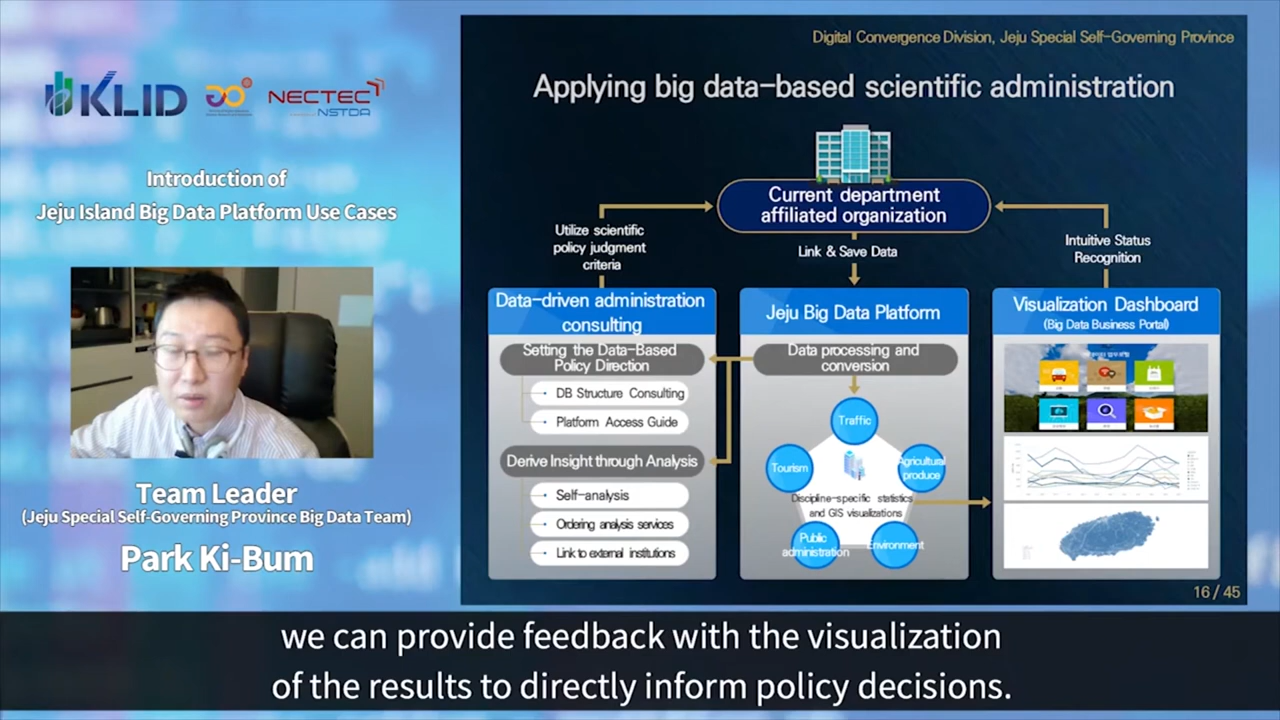 KLID
NECTEC
NSTDA
Introduction of
Jeju Island Big Data Platform Use Cases
Team Leader
(Jeju Special Self-Governing Province Big Data Team)
Park Ki-Bum
Digital Convergence Division, Jeju Special Self-Governing Province
Applying big data-based scientific administration
Current department
affiliated organization
Utilize scientific
policy judgment
criteria
Link & Save Data
Intuitive Status
Recognition
Data-driven administration
consulting
Setting the Data-Based
Policy Direction
DB Structure Consulting
Platform Access Guide
Derive Insight through Analysis
Self-analysis
Ordering analysis services
Link to external institutions
Jeju Big Data Platform
Data processing and
conversion
Traffic
Tourism
Agricultural
produce
Discipline-specific statistics
and GIS visualizations
Public
administration
Environment
Visualization Dashboard
(Big Data Business Portal)
16 / 45
we can provide feedback with the visualization
of the results to directly inform policy decisions.